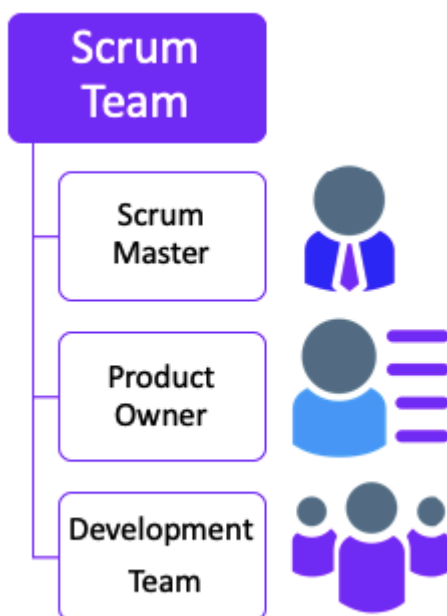 Scrum
Team
Scrum
Master
Product
Owner
Development
Team